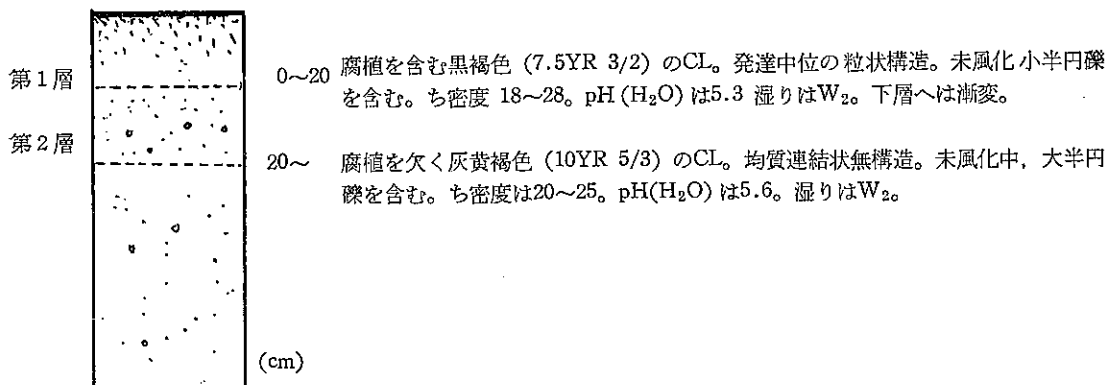 第1層
0~20 腐植を含む黒褐色 (7.5YR 3/2) のCL。発達中位の粒状構造。未風化小半円礫
を含む。ち密度 18~28。pH (H₂O) は5.3 湿りはW₂。下層へは漸変。
第2層
20~ 腐植を欠く灰黄褐色 (10YR 5/3) のCL。均質連結状無構造。未風化中, 大半円
礫を含む。ち密度は20~25。pH(H₂O) は5.6。湿りはW₂。
(cm)